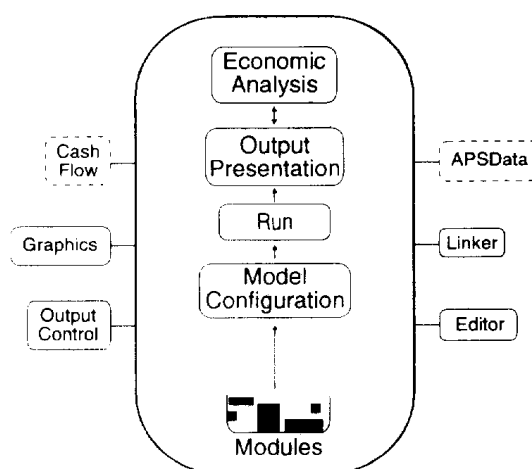 Economic
Analysis
Output
Presentation
Run
Model
Configuration
Modules
Cash
Flow
Graphics
Output
Control
APSData
Linker
Editor